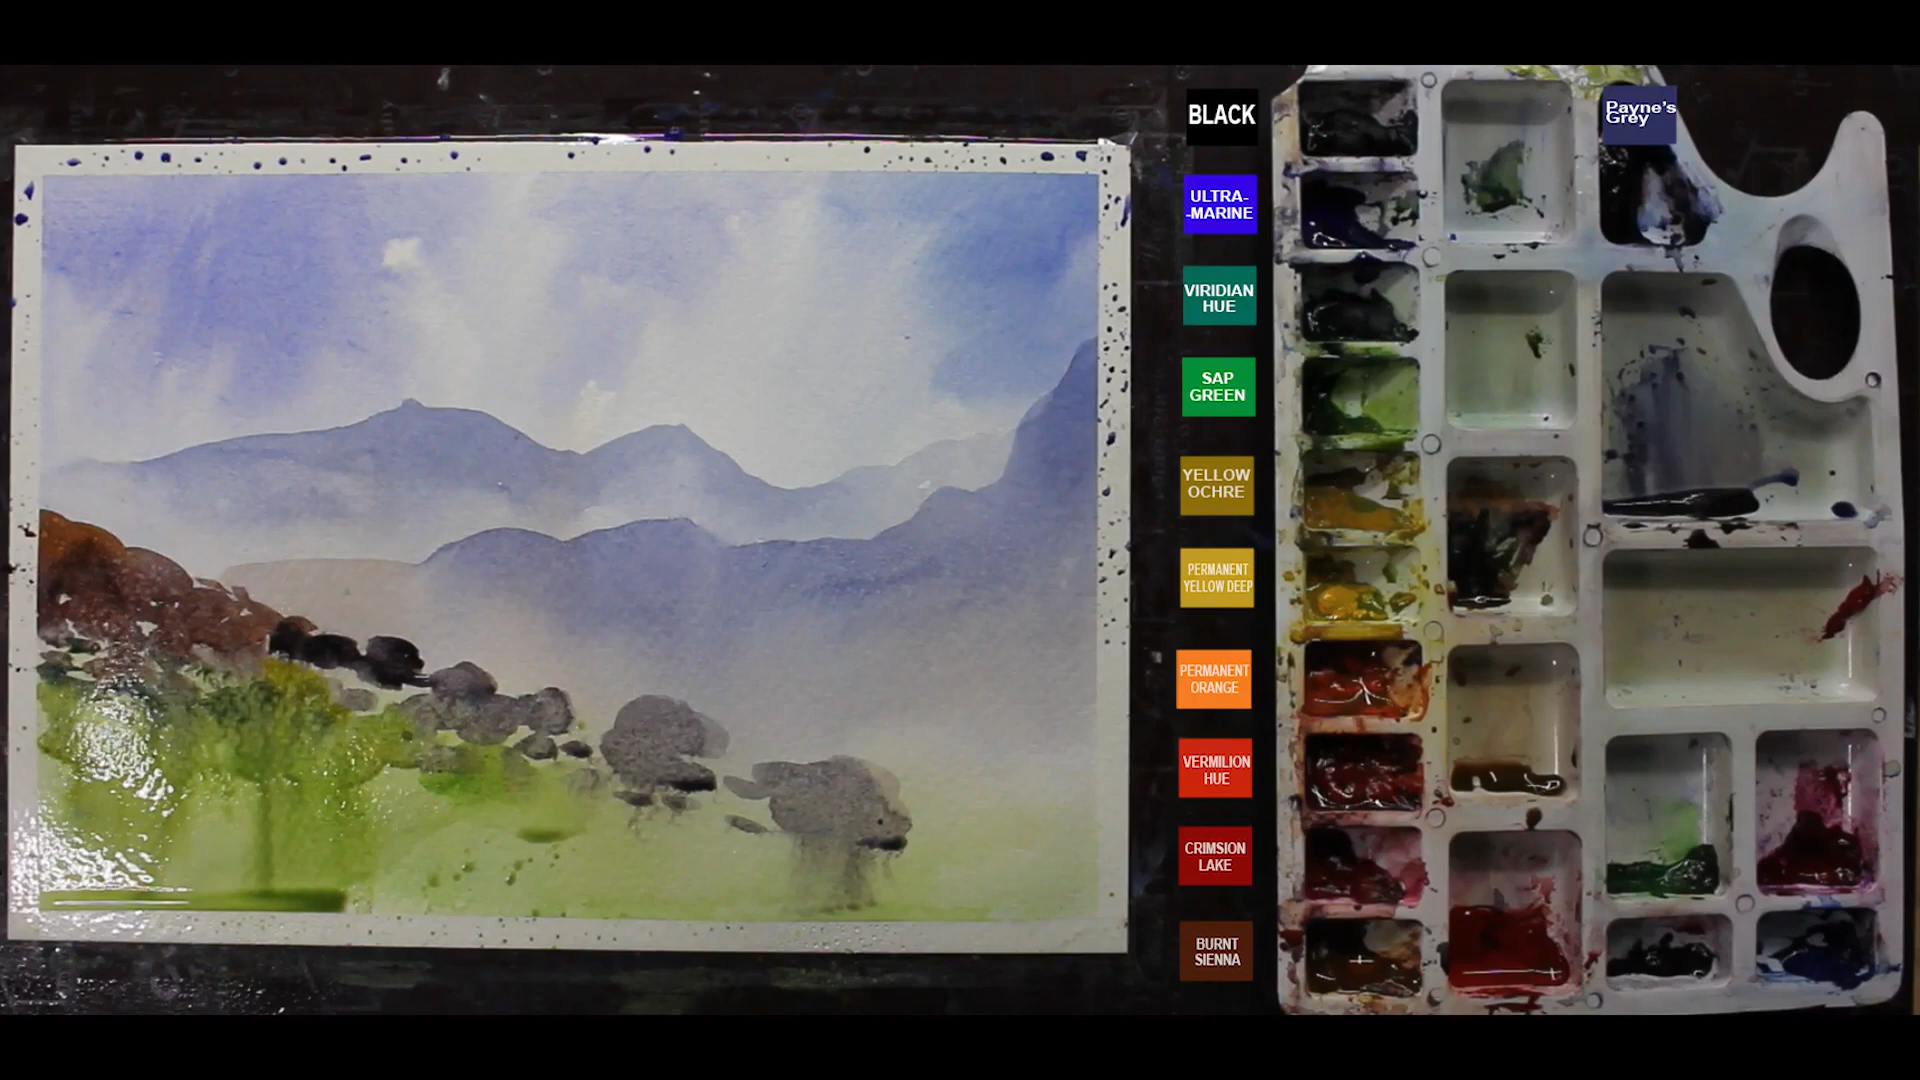 BLACK
Payne's
Grey
ULTRA-
-MARINE
VIRIDIAN
HUE
SAP
GREEN
YELLOW
OCHRE
PERMANENT
YELLOW DEEP
PERMANENT
ORANGE
VERMILION
HUE
CRIMSION
LAKE
BURNT
SIENNA